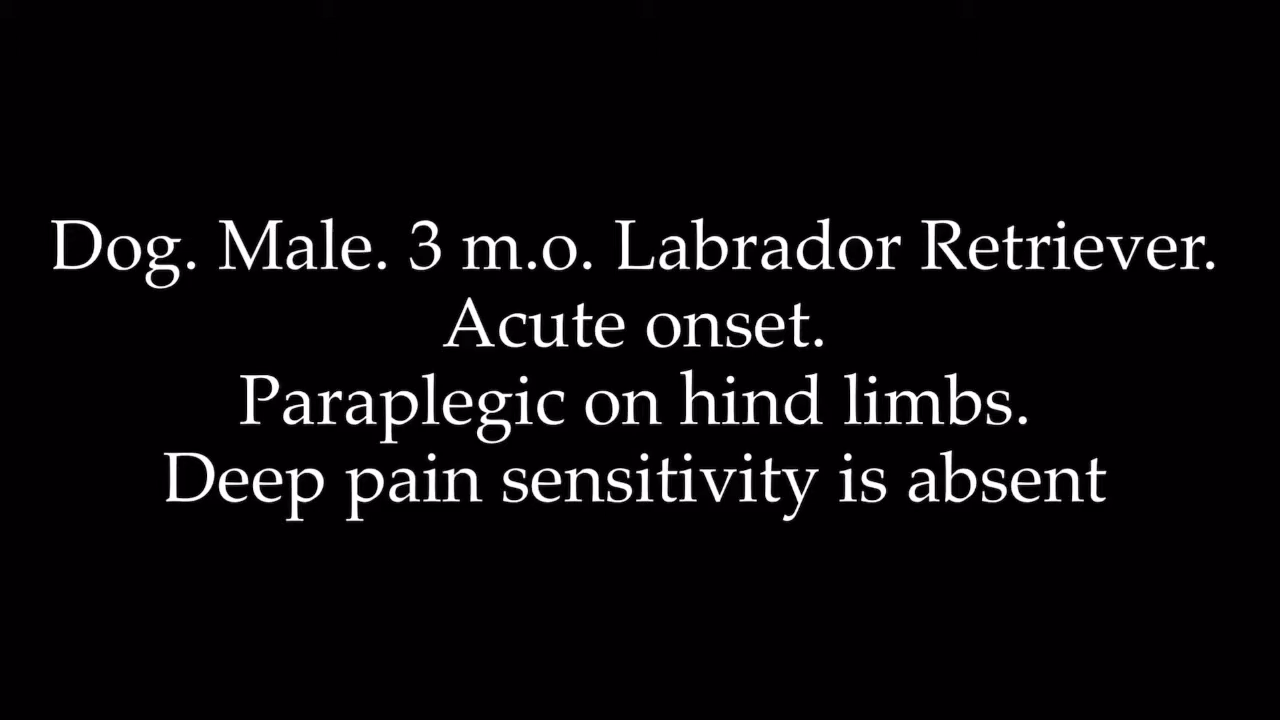 Dog. Male. 3 m.o. Labrador Retriever.
Acute onset.
Paraplegic on hind limbs.
Deep pain sensitivity is absent